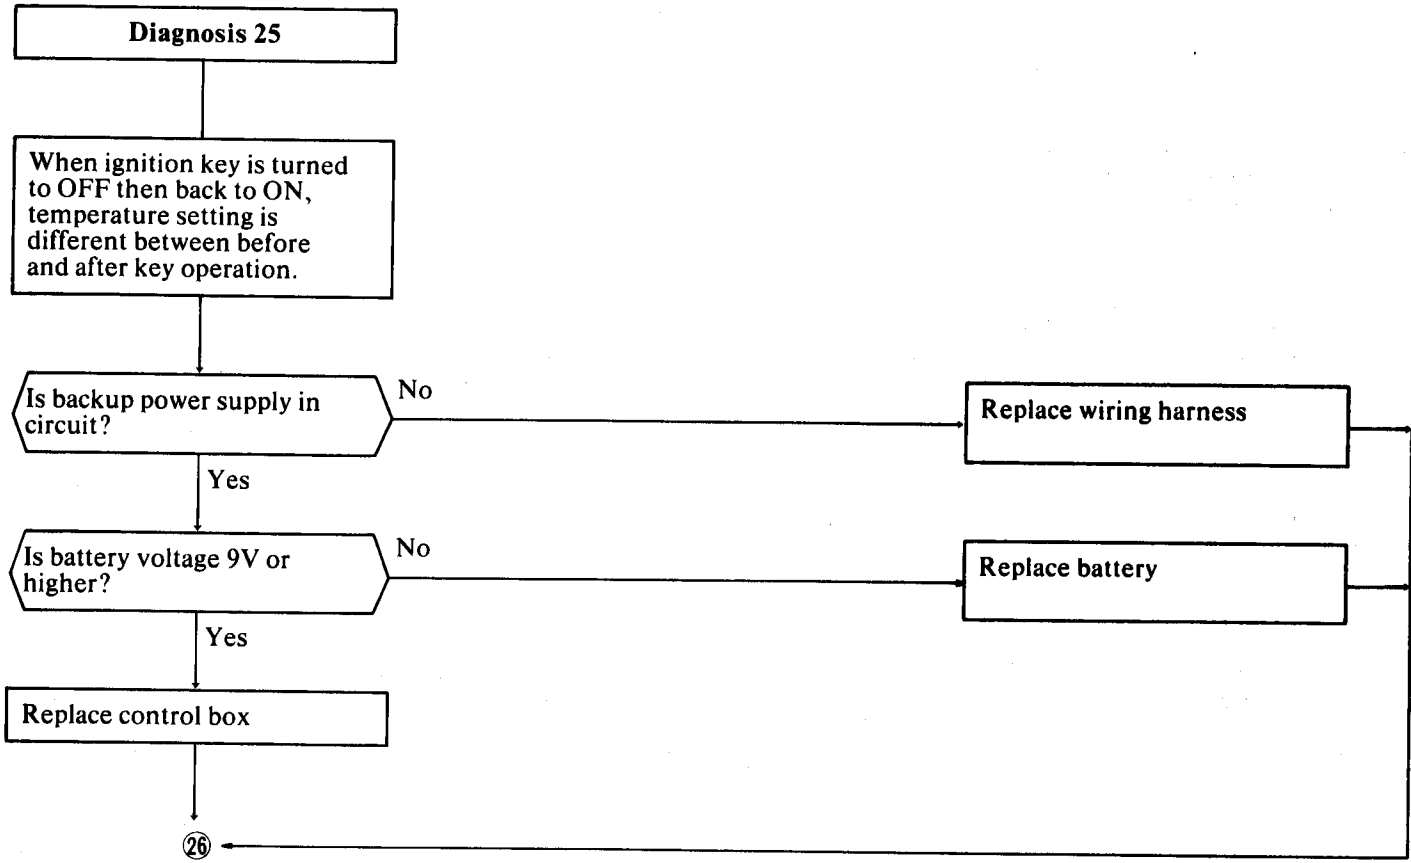 Diagnosis 25
When ignition key is turned
to OFF then back to ON,
temperature setting is
different between before
and after key operation.
Is backup power supply in
circuit?
No
Replace wiring harness
Yes
Is battery voltage 9V or
higher?
No
Replace battery
Yes
Replace control box
26